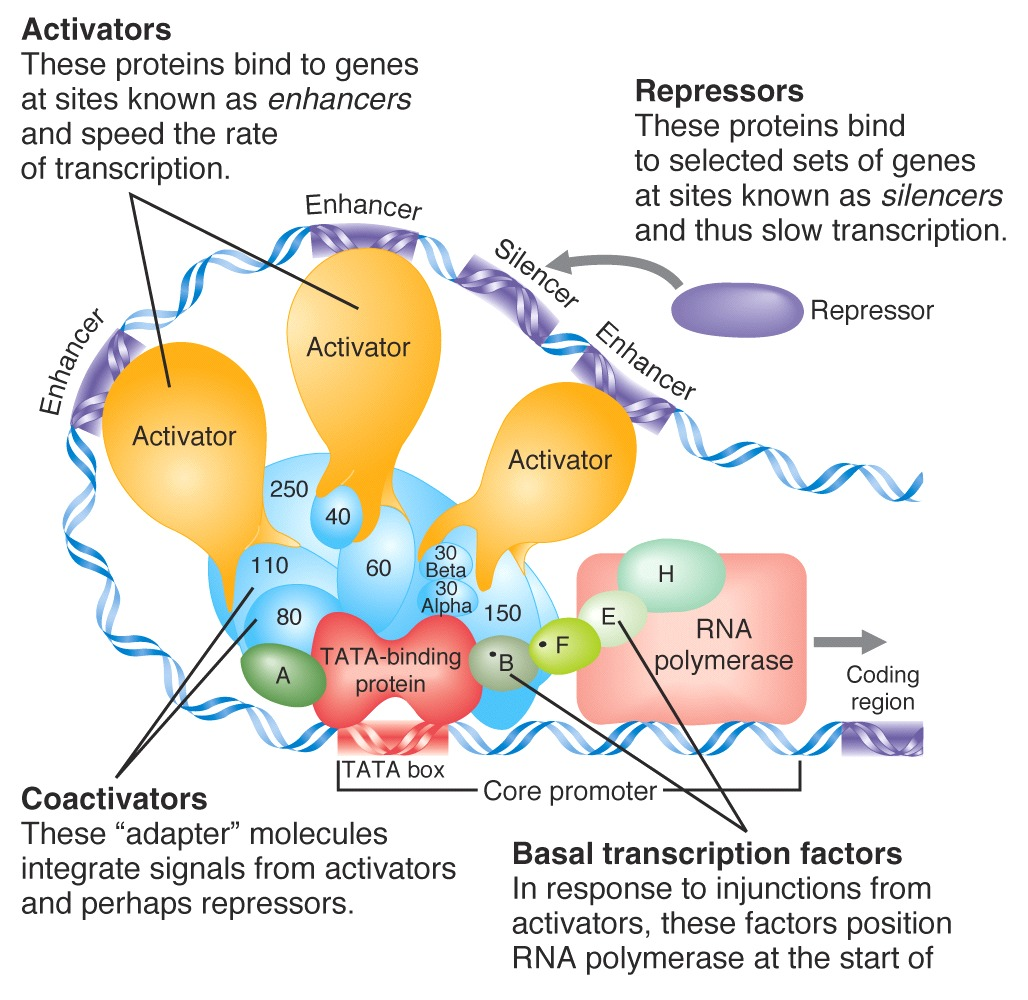 Activators
These proteins bind to genes
at sites known as enhancers
and speed the rate
of transcription.
Repressors
These proteins bind
to selected sets of genes
at sites known as silencers
and thus slow transcription.
Enhancer
Silencer
Repressor
Enhancer
Enhancer
Activator
Activator
Activator
250
40
110
60
30
Beta
30
Alpha
80
150
H
E
F
B
A
TATA-binding
protein
RNA
polymerase
Coding
region
TATA box
Core promoter
Coactivators
These “adapter” molecules
integrate signals from activators
and perhaps repressors.
Basal transcription factors
In response to injunctions from
activators, these factors position
RNA polymerase at the start of